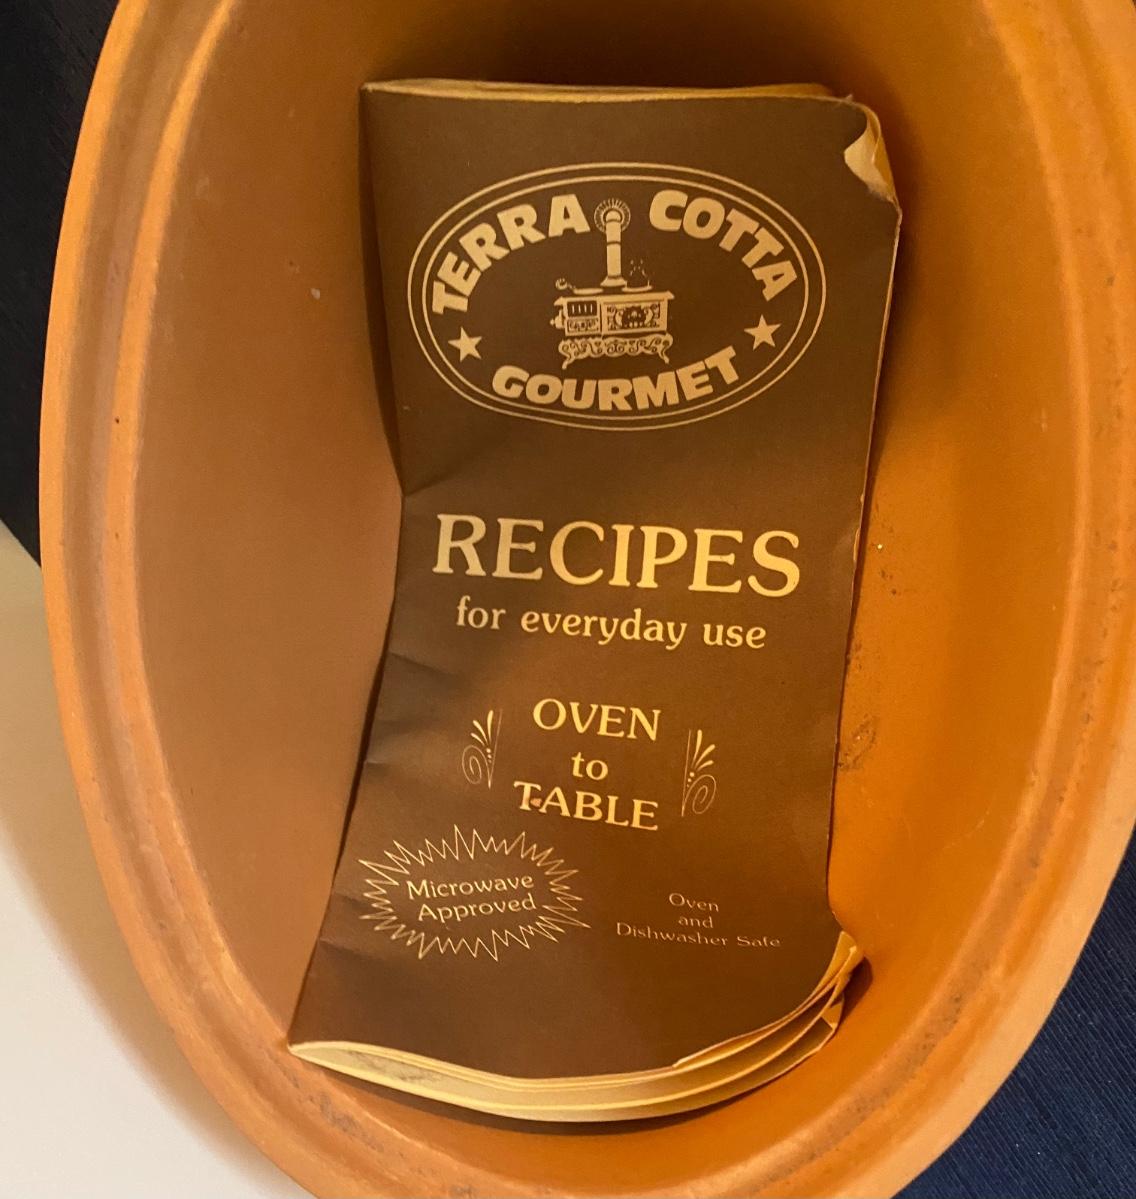 TERRA COTTA
GOURMET
RECIPES
for everyday use
OVEN
to
TABLE
Microwave
Approved
Oven
and
Dishwasher Safe